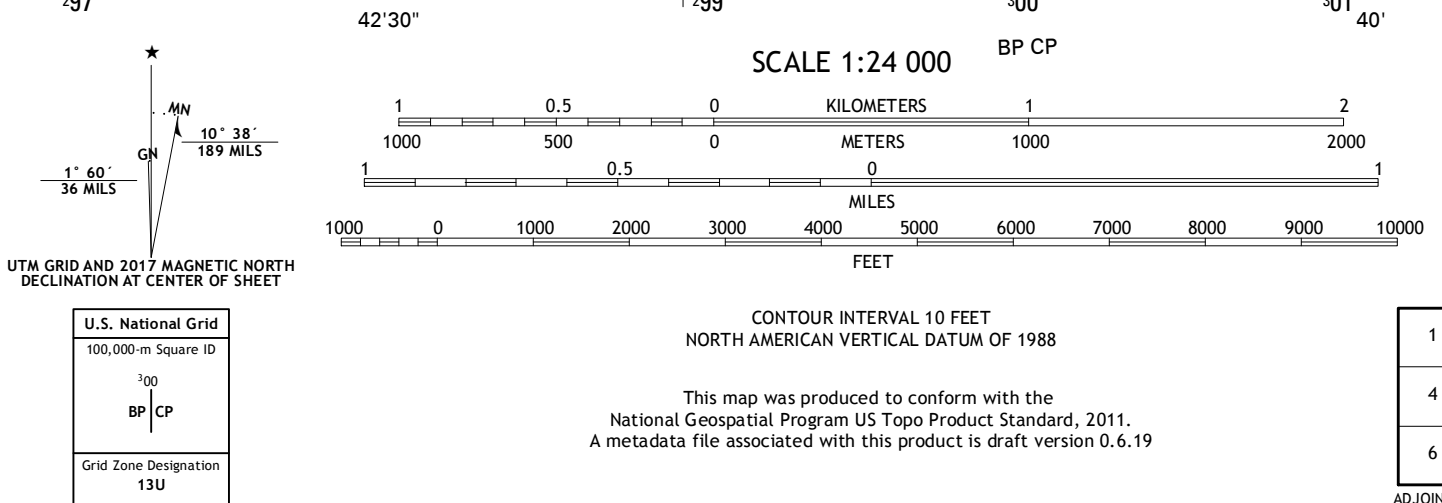 ²97 ²99 ³00 ³01
42'30" 40'
SCALE 1:24 000 BP CP
1 0.5 0 KILOMETERS 1 2
1000 500 0 METERS 1000 2000
1 0.5 0 1
MILES
1000 0 1000 2000 3000 4000 5000 6000 7000 8000 9000 10000
FEET
MN
10° 38´
189 MILS
GN
1° 60´
36 MILS
UTM GRID AND 2017 MAGNETIC NORTH
DECLINATION AT CENTER OF SHEET
U.S. National Grid
100,000-m Square ID
³00
BP CP
Grid Zone Designation
13U
CONTOUR INTERVAL 10 FEET
NORTH AMERICAN VERTICAL DATUM OF 1988
This map was produced to conform with the
National Geospatial Program US Topo Product Standard, 2011.
A metadata file associated with this product is draft version 0.6.19
1
4
6
ADJOIN